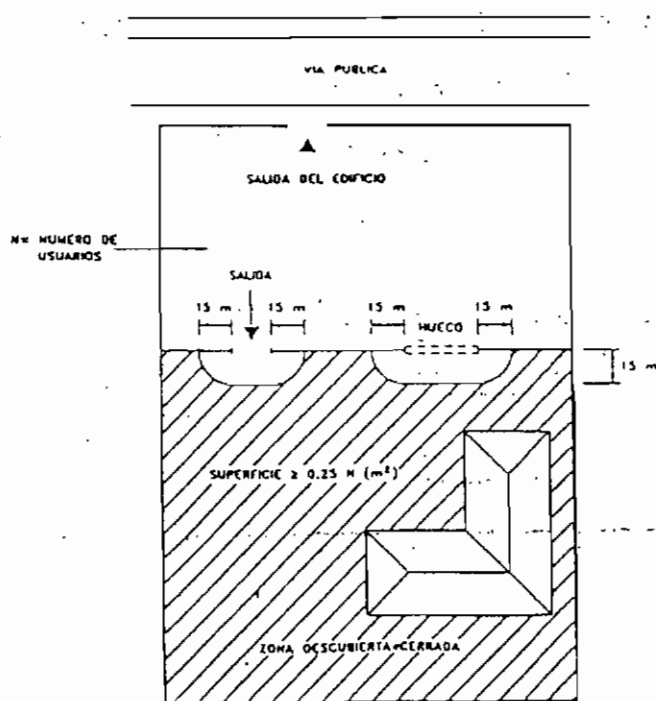 VIA PUBLICA
SALIDA DEL EDIFICIO
N= NUMERO DE
USUARIOS
SALIDA
15 m 15 m 15 m 15 m
HUECO
15 m
SUPERFICIE ≥ 0.25 N (m²)
ZONA DESCUBIERTA CERRADA